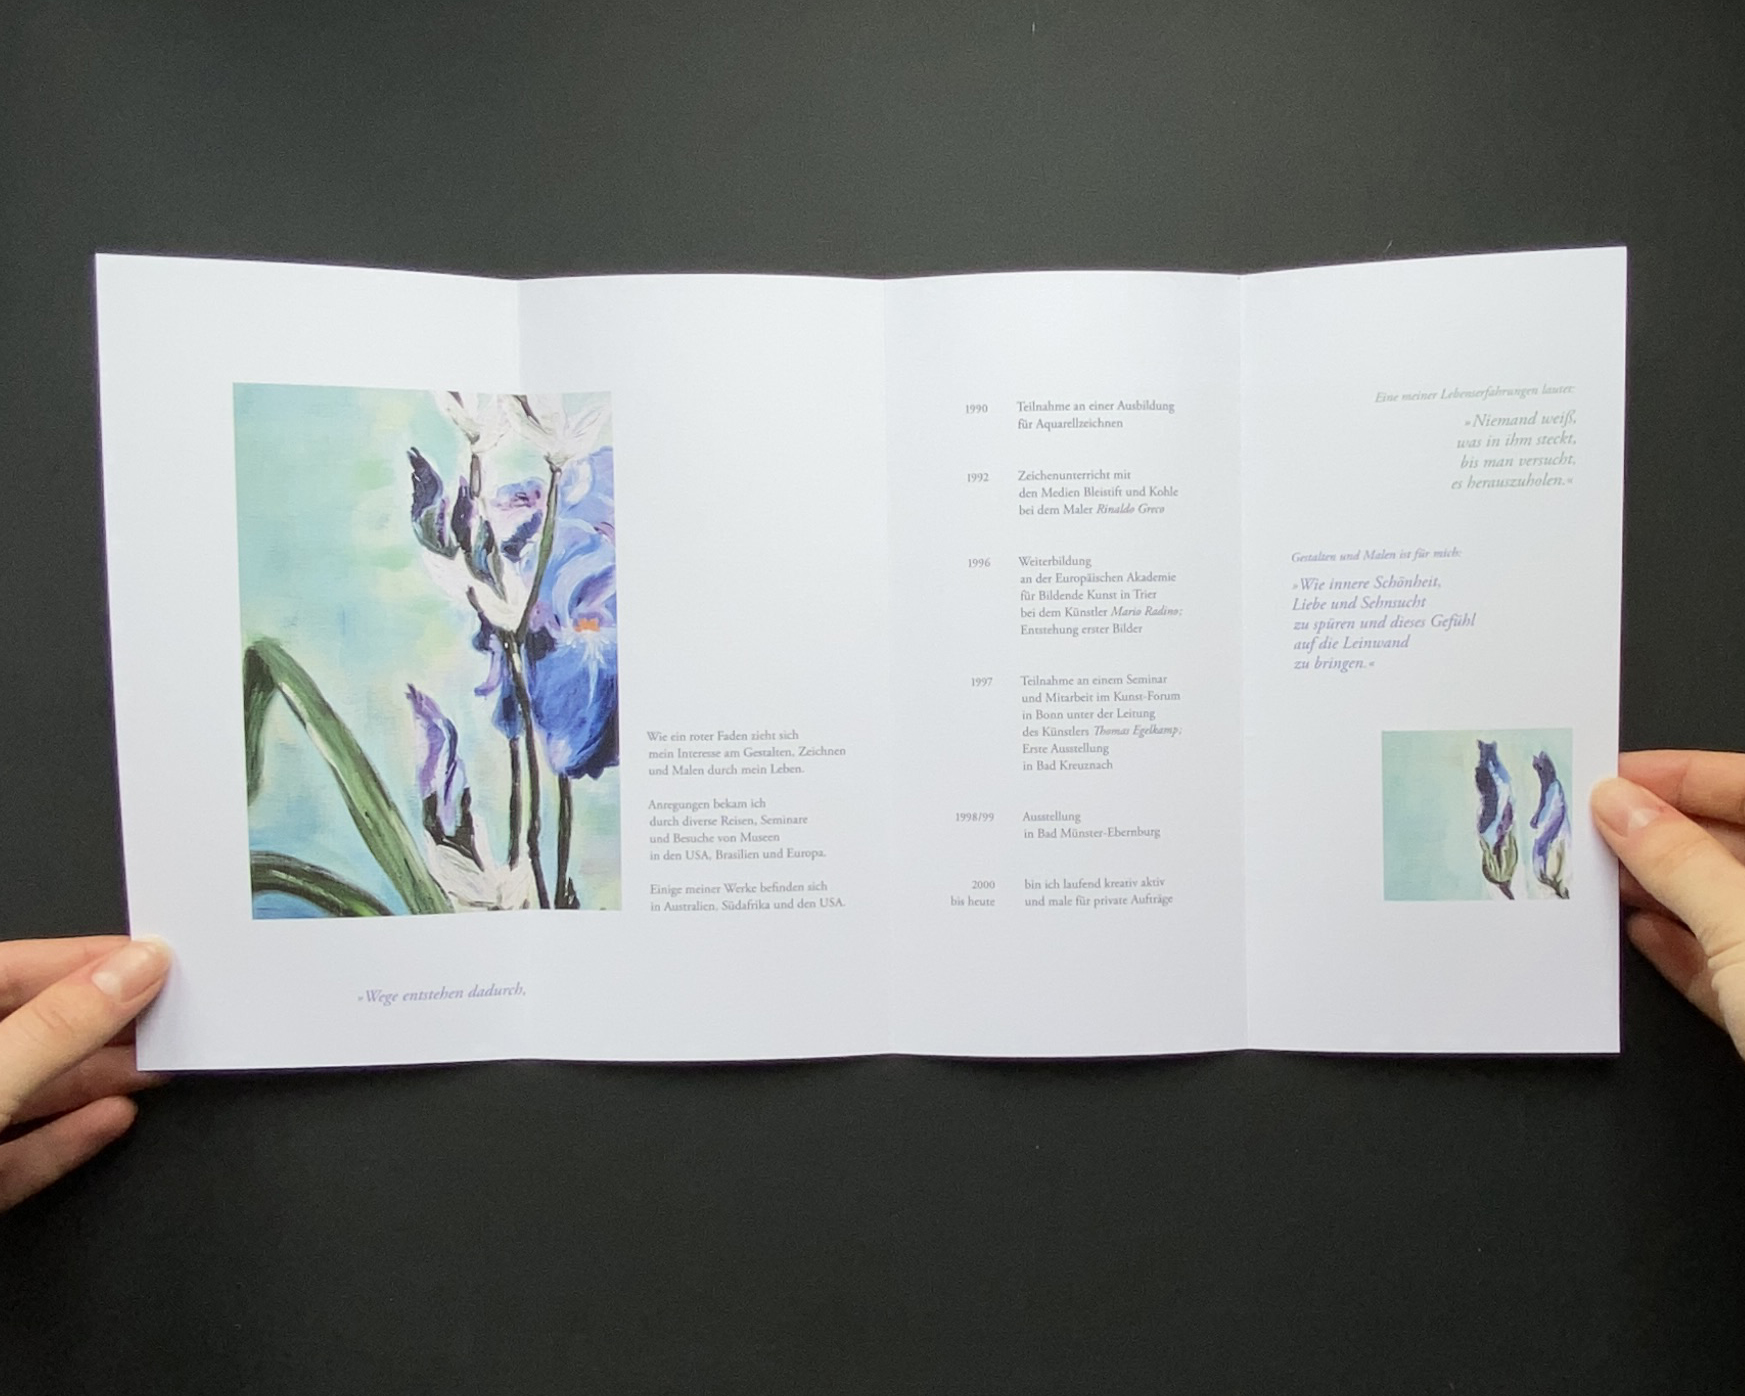 »Wege entstehen dadurch,
Wie ein roter Faden zieht sich
mein Interesse am Gestalten, Zeichnen
und Malen durch mein Leben.
Anregungen bekam ich
durch diverse Reisen, Seminare
und Besuche von Museen
in den USA, Brasilien und Europa.
Einige meiner Werke befinden sich
in Australien, Südafrika und den USA.
1990 Teilnahme an einer Ausbildung
für Aquarellzeichnen
1992 Zeichenunterricht mit
den Medien Bleistift und Kohle
bei dem Maler Rinaldo Greco
1996 Weiterbildung
an der Europäischen Akademie
für Bildende Kunst in Trier
bei dem Künstler Mario Radino;
Entstehung erster Bilder
1997 Teilnahme an einem Seminar
und Mitarbeit im Kunst-Forum
in Bonn unter der Leitung
des Künstlers Thomas Egelkamp;
Erste Ausstellung
in Bad Kreuznach
1998/99 Ausstellung
in Bad Münster-Ebernburg
2000 bin ich laufend kreativ aktiv
bis heute und male für private Aufträge
Eine meiner Lebenserfahrungen lautet:
»Niemand weiß,
was in ihm steckt,
bis man versucht,
es herauszuholen.«
Gestalten und Malen ist für mich:
»Wie innere Schönheit,
Liebe und Sehnsucht
zu spüren und dieses Gefühl
auf die Leinwand
zu bringen.«